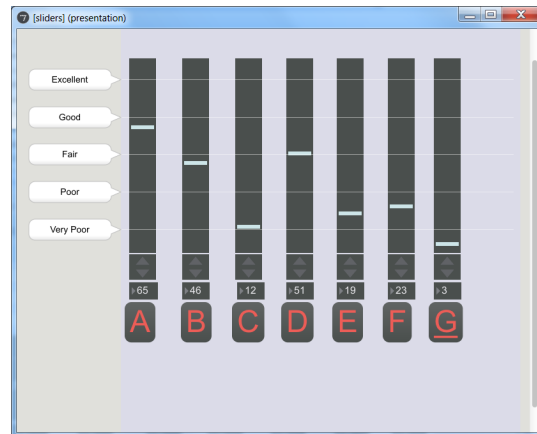 [sliders] (presentation)
Excellent
Good
Fair
Poor
Very Poor
65 46 12 51 19 23 3
A B C D E F G